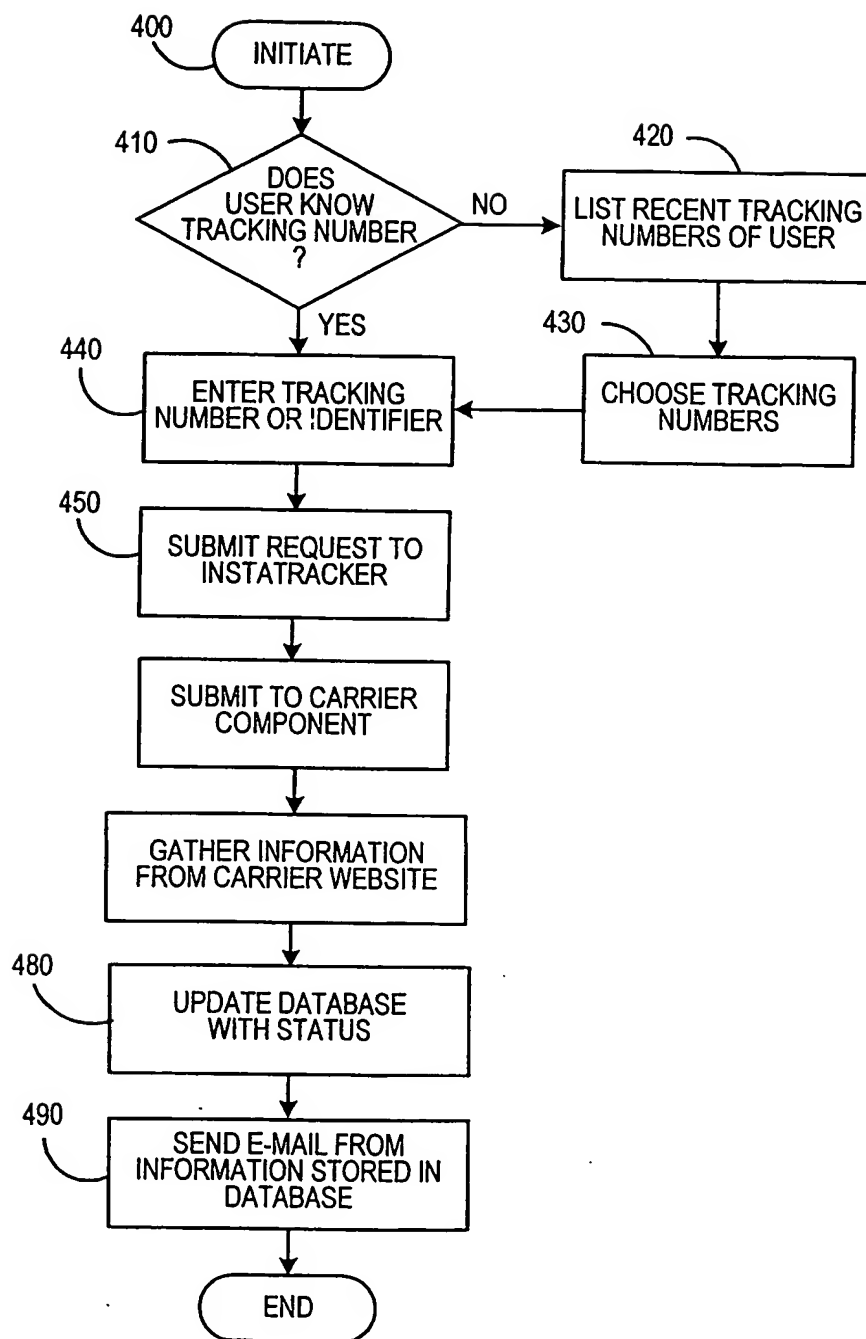 400
INITIATE
410
DOES
USER KNOW
TRACKING NUMBER
?
NO
420
LIST RECENT TRACKING
NUMBERS OF USER
YES
430
CHOOSE TRACKING
NUMBERS
440
ENTER TRACKING
NUMBER OR IDENTIFIER
450
SUBMIT REQUEST TO
INSTATRACKER
SUBMIT TO CARRIER
COMPONENT
GATHER INFORMATION
FROM CARRIER WEBSITE
480
UPDATE DATABASE
WITH STATUS
490
SEND E-MAIL FROM
INFORMATION STORED IN
DATABASE
END